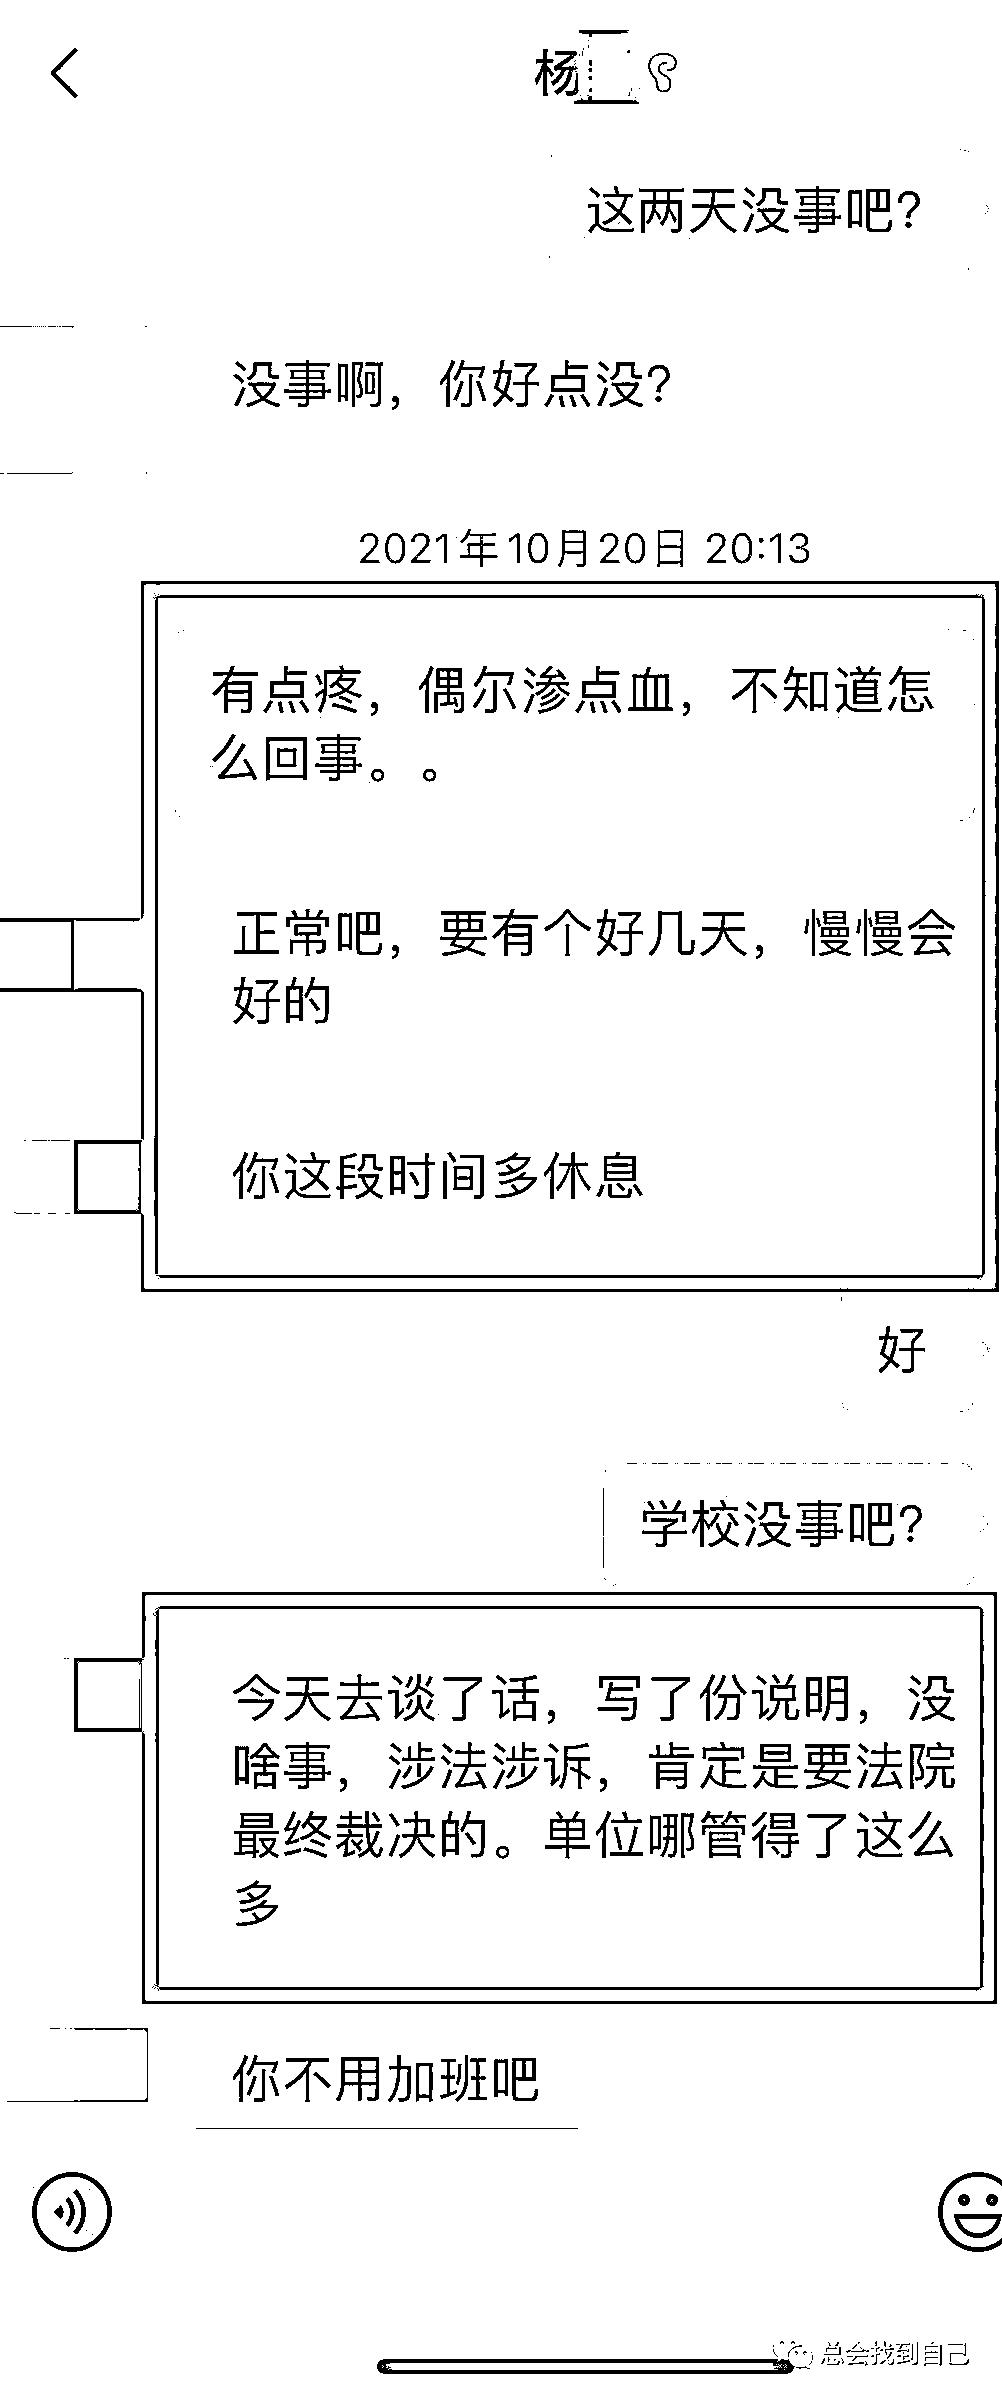 杨
这两天没事吧?
没事啊，你好点没?
2021年10月20日 20:13
有点疼，偶尔渗点血，不知道怎
么回事。。
正常吧，要有个好几天，慢慢会
好的
你这段时间多休息
好
学校没事吧?
今天去谈了话，写了份说明，没
啥事，涉法涉诉，肯定是要法院
最终裁决的。单位哪管得了这么
多
你不用加班吧
总会找到自己